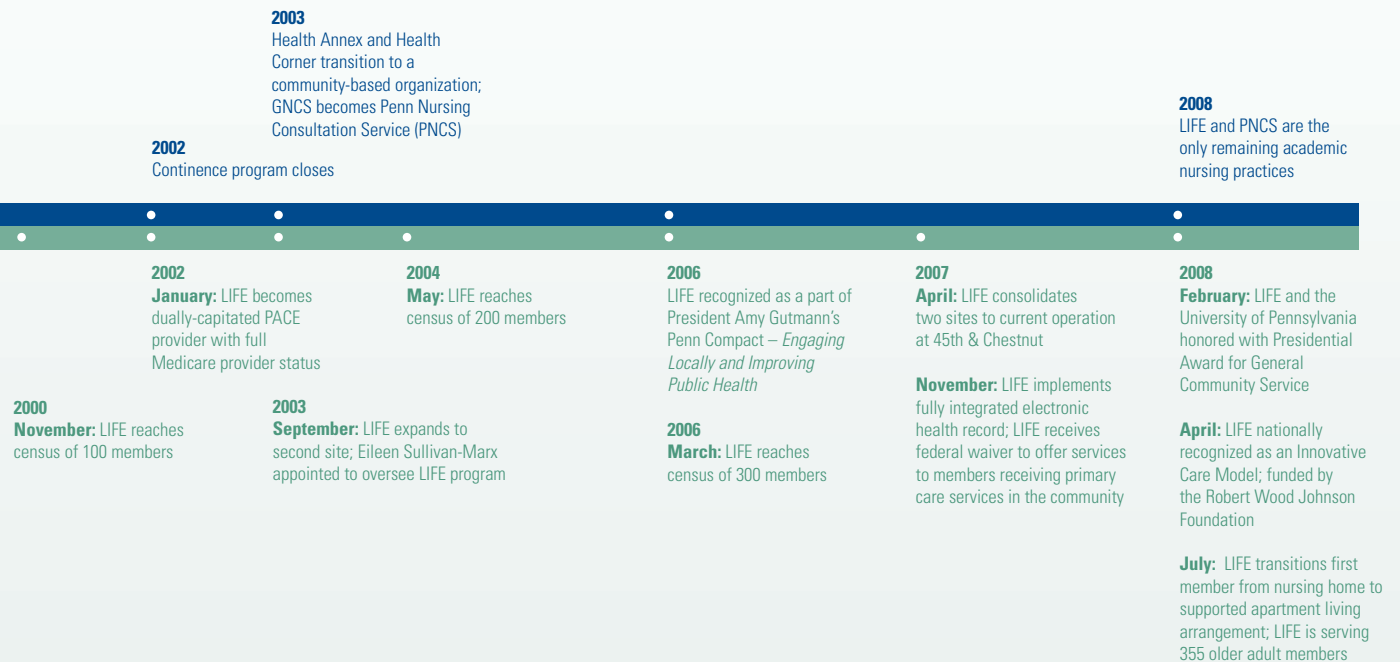 2003
Health Annex and Health
Corner transition to a
community-based organization;
GNCS becomes Penn Nursing
Consultation Service (PNCS)
2002
Continence program closes
2008
LIFE and PNCS are the
only remaining academic
nursing practices
2000
November: LIFE reaches
census of 100 members
2002
January: LIFE becomes
dually-capitated PACE
provider with full
Medicare provider status
2003
September: LIFE expands to
second site; Eileen Sullivan-Marx
appointed to oversee LIFE program
2004
May: LIFE reaches
census of 200 members
2006
LIFE recognized as a part of
President Amy Gutmann’s
Penn Compact – Engaging
Locally and Improving
Public Health
2006
March: LIFE reaches
census of 300 members
2007
April: LIFE consolidates
two sites to current operation
at 45th & Chestnut
November: LIFE implements
fully integrated electronic
health record; LIFE receives
federal waiver to offer services
to members receiving primary
care services in the community
2008
February: LIFE and the
University of Pennsylvania
honored with Presidential
Award for General
Community Service
April: LIFE nationally
recognized as an Innovative
Care Model; funded by
the Robert Wood Johnson
Foundation
July: LIFE transitions first
member from nursing home to
supported apartment living
arrangement; LIFE is serving
355 older adult members